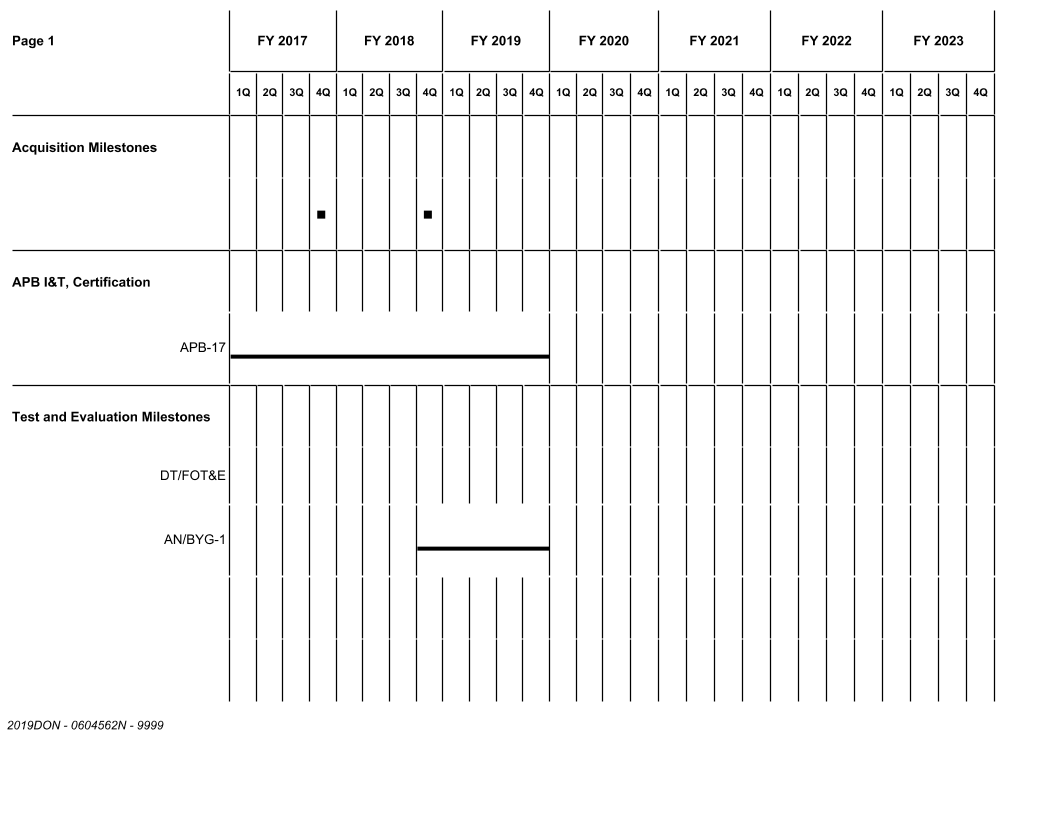 Page 1 FY 2017 FY 2018 FY 2019 FY 2020 FY 2021 FY 2022 FY 2023
1Q 2Q 3Q 4Q 1Q 2Q 3Q 4Q 1Q 2Q 3Q 4Q 1Q 2Q 3Q 4Q 1Q 2Q 3Q 4Q 1Q 2Q 3Q 4Q 1Q 2Q 3Q 4Q
Acquisition Milestones
APB I&T, Certification
APB-17
Test and Evaluation Milestones
DT/FOT&E
AN/BYG-1
2019DON - 0604562N - 9999